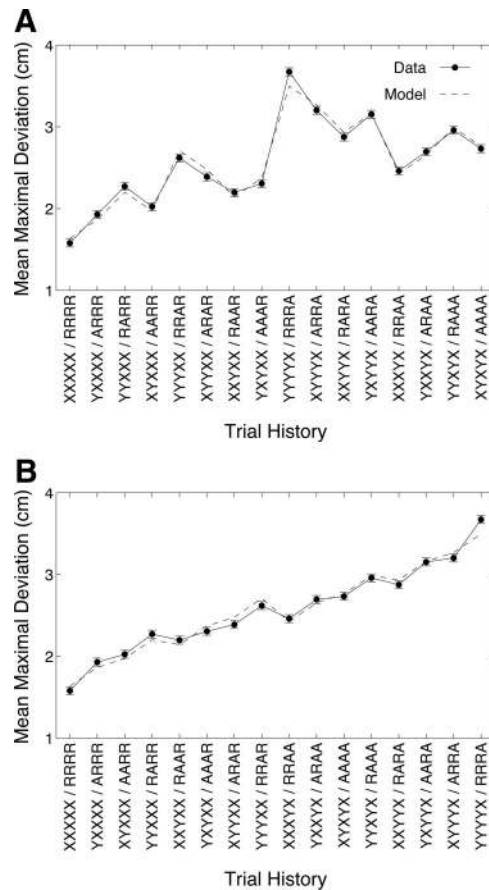 A
Mean Maximal Deviation (cm)
4
3
2
1
Data
Model
XXXXX / RRRR
YXXXX / ARRR
YYXXX / RARR
XYXXX / AARR
YYYXX / RRAR
XYYXX / ARAR
XXYXX / RAAR
YXYXX / AAAR
YYYYX / RRRA
XYYYX / ARRA
XXYYX / RARA
YXYYX / AARA
XXXYX / RRAA
YXXYX / ARAA
YYXYX / RAAA
XYXYX / AAAA
Trial History
B
Mean Maximal Deviation (cm)
4
3
2
1
XXXXX / RRRR
YXXXX / ARRR
XYXXX / AARR
YYXXX / RARR
XXYXX / RAAR
YXYXX / AAAR
XYYXX / ARAR
YYYXX / RRAR
XXXYX / RRAA
YXXYX / ARAA
XYXYX / AAAA
YYXYX / RAAA
XXYYX / RARA
YXYYX / AARA
XYYYX / ARRA
YYYYX / RRRA
Trial History